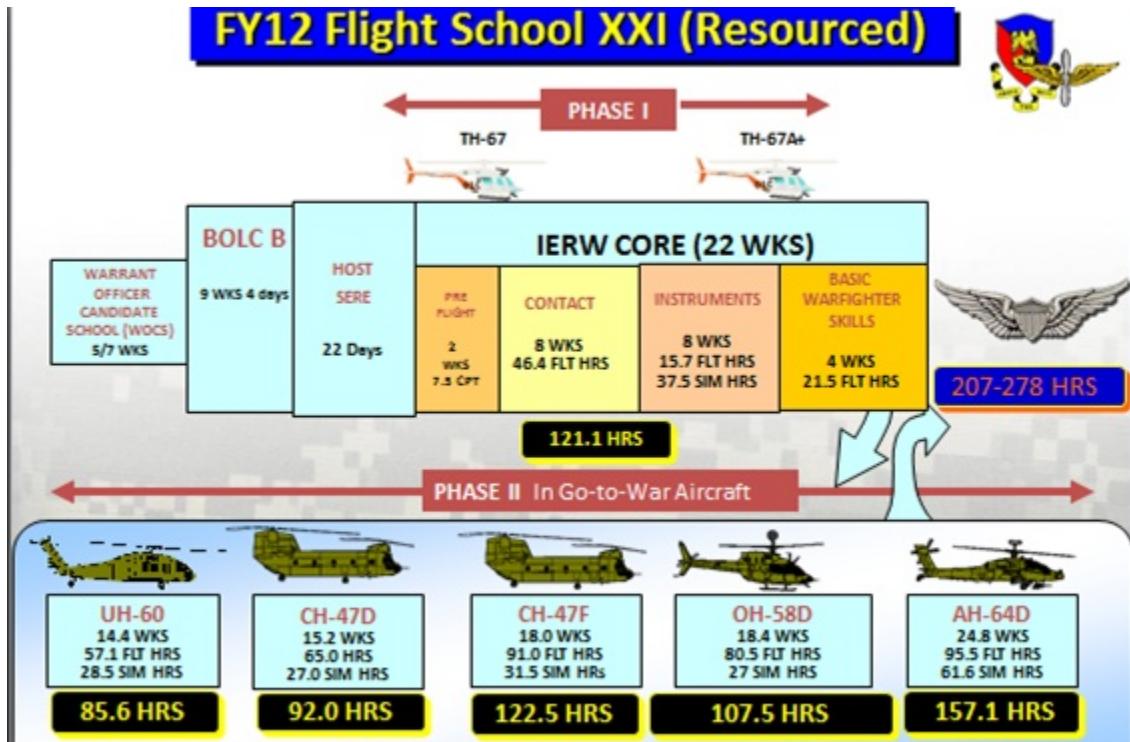 FY12 Flight School XXI (Resourced)
PHASE I
TH-67
TH-67A+
BOLC B
9 WKS 4 days
HOST
SERE
22 Days
IERW CORE (22 WKS)
WARRANT
OFFICER
CANDIDATE
SCHOOL (WOCS)
5/7 WKS
PRE
FLIGHT
2
WKS
7.5 CPT
CONTACT
8 WKS
46.4 FLT HRS
INSTRUMENTS
8 WKS
15.7 FLT HRS
37.5 SIM HRS
BASIC
WARFIGHTER
SKILLS
4 WKS
21.5 FLT HRS
207-278 HRS
121.1 HRS
PHASE II In Go-to-War Aircraft
UH-60
14.4 WKS
57.1 FLT HRS
28.5 SIM HRS
85.6 HRS
CH-47D
15.2 WKS
65.0 HRS
27.0 SIM HRS
92.0 HRS
CH-47F
18.0 WKS
91.0 FLT HRS
31.5 SIM HRs
122.5 HRS
OH-58D
18.4 WKS
80.5 FLT HRS
27 SIM HRS
107.5 HRS
AH-64D
24.8 WKS
95.5 FLT HRS
61.6 SIM HRS
157.1 HRS